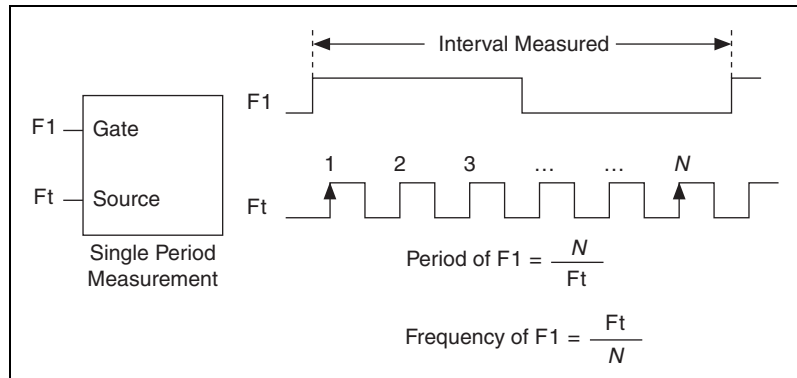 Interval Measured
F1
F1 Gate
1 2 3 … … N
Ft Source
Ft
Single Period
Measurement
Period of F1 = N
Ft
Frequency of F1 = Ft
N